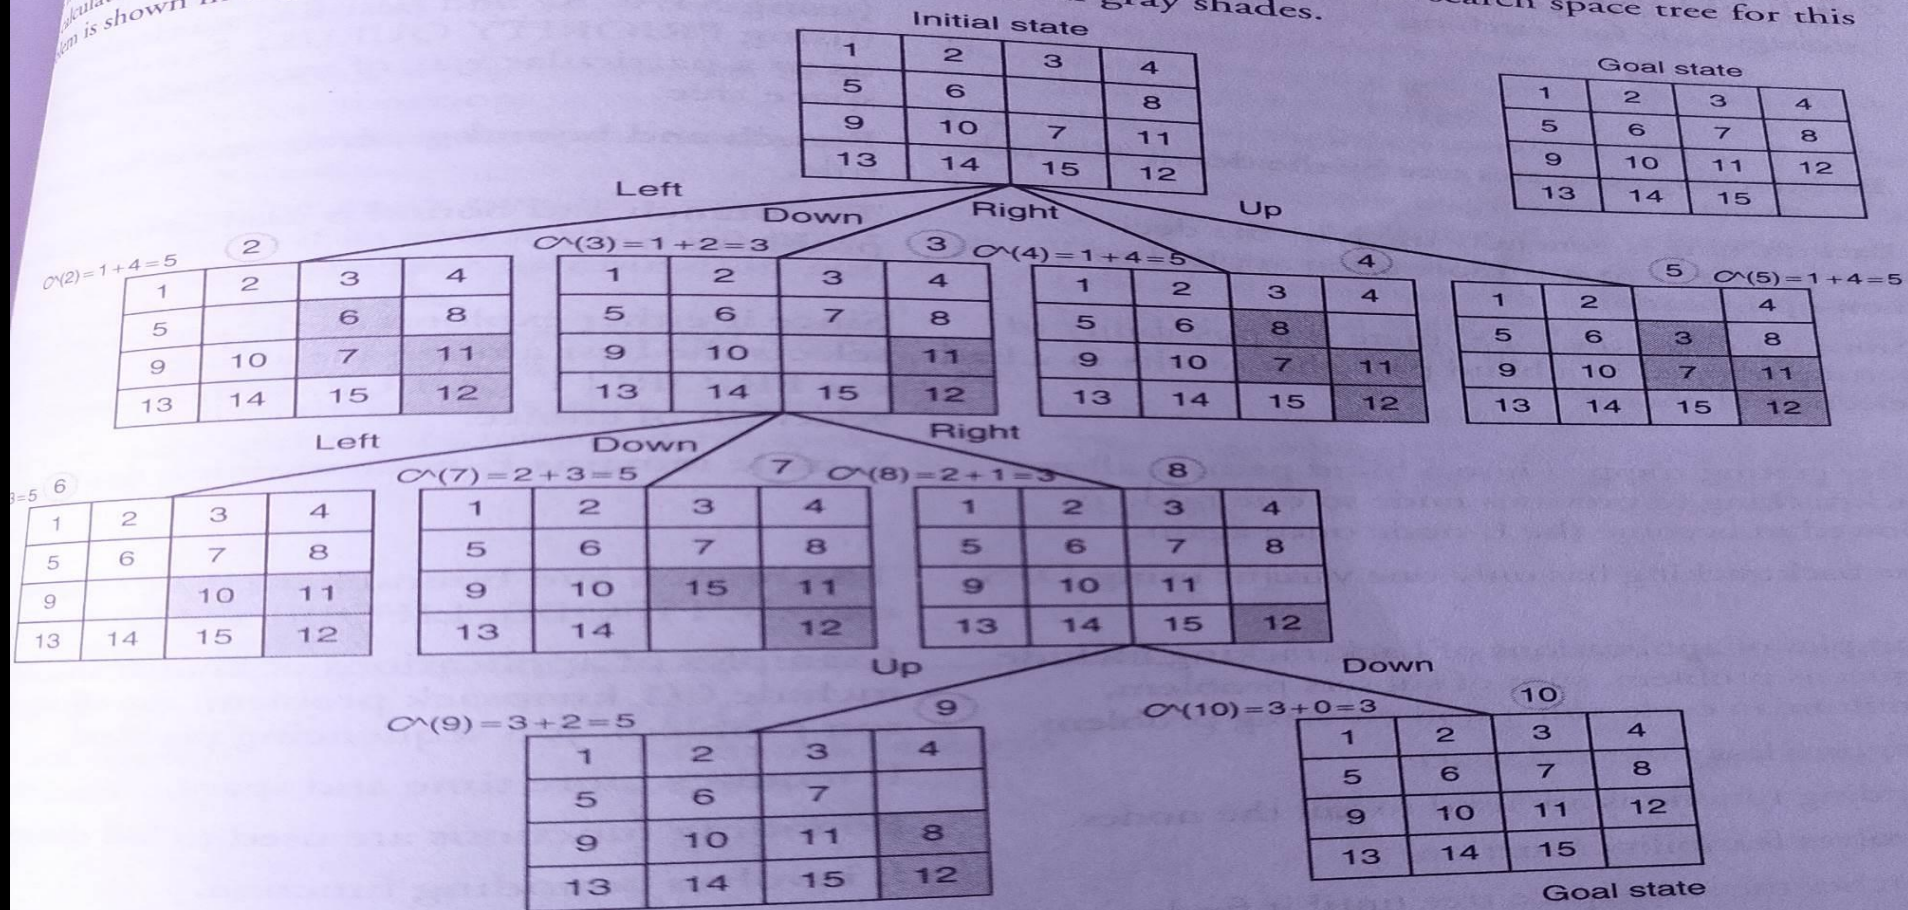 is shown
gray shades.
space tree for this
Initial state
1 2 3 4
5 6 8
9 10 7 11
13 14 15 12
Goal state
1 2 3 4
5 6 7 8
9 10 11 12
13 14 15
Left
Down
Right
Up
C^(2)=1+4=5
2
1 2 3 4
5 6 8
9 10 7 11
13 14 15 12
C^(3)=1+2=3
3
1 2 3 4
5 6 7 8
9 10 11
13 14 15 12
C^(4)=1+4=5
4
1 2 3 4
5 6 8
9 10 7 11
13 14 15 12
5
C^(5)=1+4=5
1 2 4
5 6 3 8
9 10 7 11
13 14 15 12
Left
Down
Right
3=5
6
1 2 3 4
5 6 7 8
9 10 11
13 14 15 12
C^(7)=2+3=5
7
1 2 3 4
5 6 7 8
9 10 15 11
13 14 12
C^(8)=2+1=3
8
1 2 3 4
5 6 7 8
9 10 11
13 14 15 12
Up
Down
C^(9)=3+2=5
9
1 2 3 4
5 6 7
9 10 11 8
13 14 15 12
C^(10)=3+0=3
10
1 2 3 4
5 6 7 8
9 10 11 12
13 14 15
Goal state